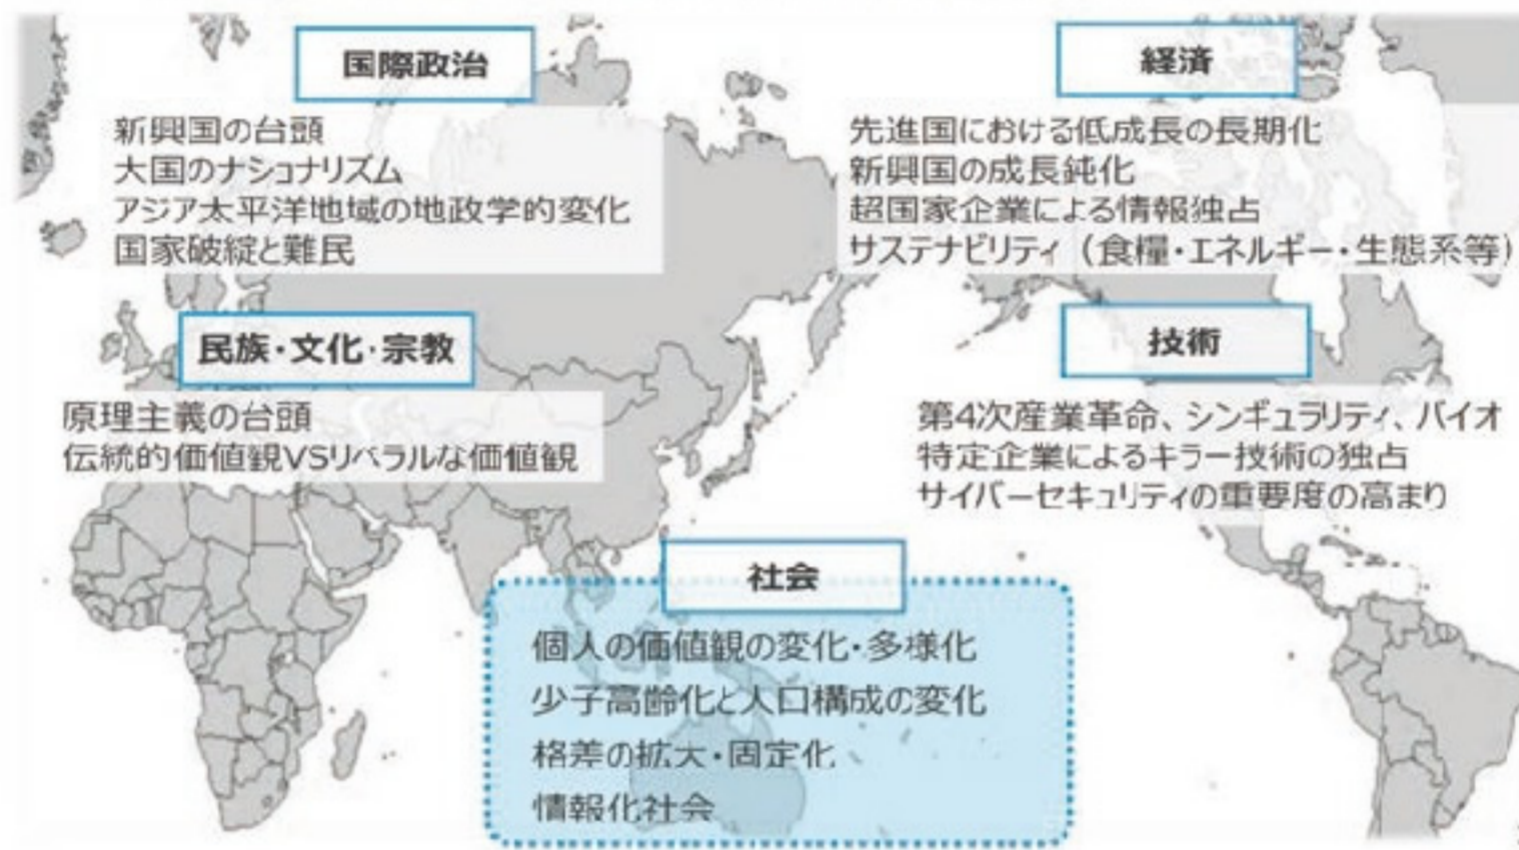 国際政治
新興国の台頭
大国のナショナリズム
アジア太平洋地域の地政学的変化
国家破綻と難民
経済
先進国における低成長の長期化
新興国の成長鈍化
超国家企業による情報独占
サステナビリティ（食糧・エネルギー・生態系等）
民族・文化・宗教
原理主義の台頭
伝統的価値観VSリベラルな価値観
技術
第4次産業革命、シンギュラリティ、バイオ
特定企業によるキラー技術の独占
サイバーセキュリティの重要度の高まり
社会
個人の価値観の変化・多様化
少子高齢化と人口構成の変化
格差の拡大・固定化
情報化社会